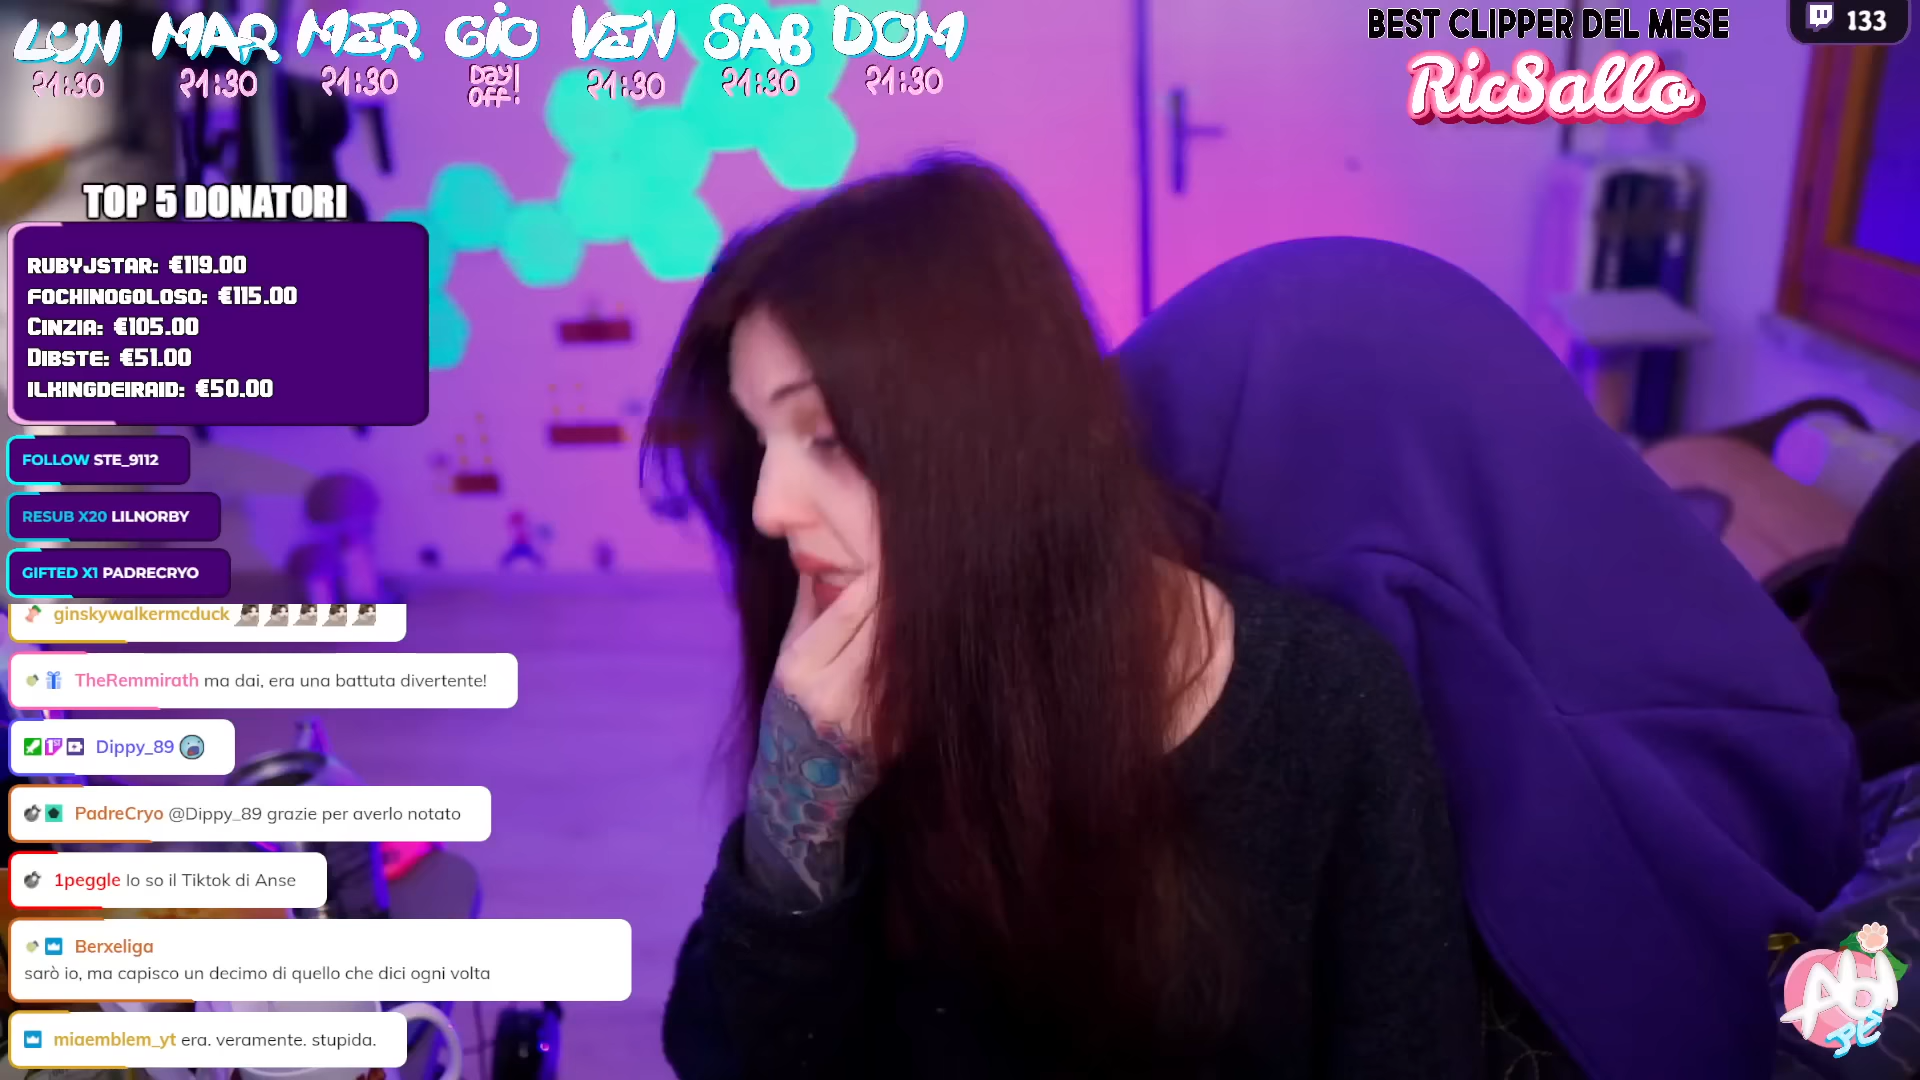 LUN MAR MER GIO VEN SAB DOM
21:30 21:30 21:30 DAY! OFF! 21:30 21:30 21:30
BEST CLIPPER DEL MESE
RicSallo
133
TOP 5 DONATORI
RUBYJSTAR: €119.00
FOCHINOGOLOSO: €115.00
CINZIA: €105.00
DIBSTE: €51.00
ILKINGDEIRAID: €50.00
FOLLOW STE_9112
RESUB X20 LILNORBY
GIFTED X1 PADRECRYO
ginskywalkermcduck
TheRemmirath ma dai, era una battuta divertente!
Dippy_89
PadreCryo @Dippy_89 grazie per averlo notato
1peggle Io so il Tiktok di Anse
Berxeliga
sarò io, ma capisco un decimo di quello che dici ogni volta
miaemblem_yt era. veramente. stupida.